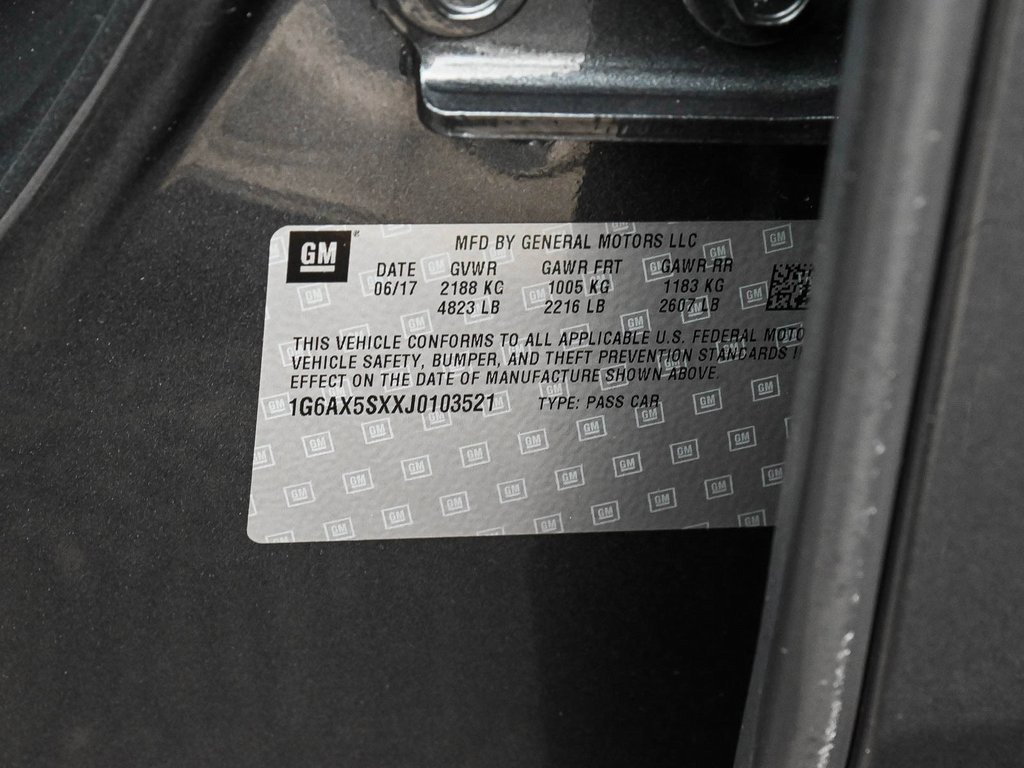 GM
MFD BY GENERAL MOTORS LLC
DATE GVWR GAWR FRT GAWR RR
06/17 2188 KG 1005 KG 1183 KG
4823 LB 2216 LB 2607 LB
THIS VEHICLE CONFORMS TO ALL APPLICABLE U.S. FEDERAL MOTO
VEHICLE SAFETY, BUMPER, AND THEFT PREVENTION STANDARDS I
EFFECT ON THE DATE OF MANUFACTURE SHOWN ABOVE.
1G6AX5SXXJ0103521 TYPE: PASS CAR